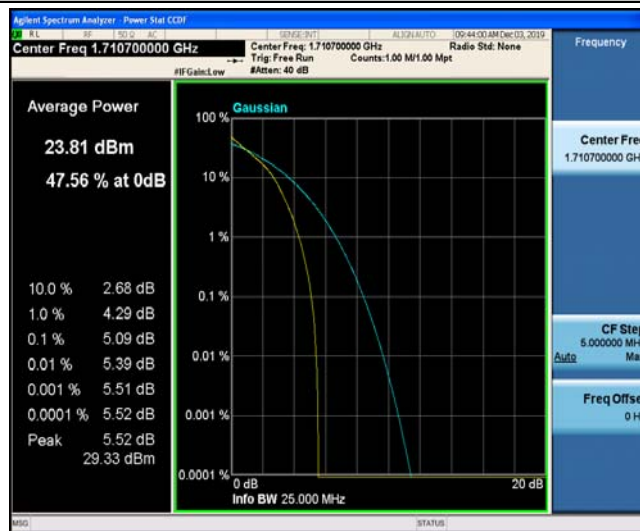 Agilent Spectrum Analyzer - Power Stat CCDF
RL RF 50 Ω AC SENSE:INT ALIGN AUTO 09:44:00 AM Dec 03, 2019
Center Freq 1.710700000 GHz
Center Freq: 1.710700000 GHz Radio Std: None
Trig: Free Run Counts:1.00 M/1.00 Mpt
#IFGain:Low #Atten: 40 dB
Frequency
Average Power
23.81 dBm
47.56 % at 0dB
10.0 % 2.68 dB
1.0 % 4.29 dB
0.1 % 5.09 dB
0.01 % 5.39 dB
0.001 % 5.51 dB
0.0001 % 5.52 dB
Peak 5.52 dB
29.33 dBm
Gaussian
100 %
10 %
1 %
0.1 %
0.01 %
0.001 %
0.0001 %
0 dB 20 dB
Info BW 25.000 MHz
Center Fre
1.710700000 GH
CF Step
5.000000 MH
Auto Ma
Freq Offse
0 H
MSG STATUS